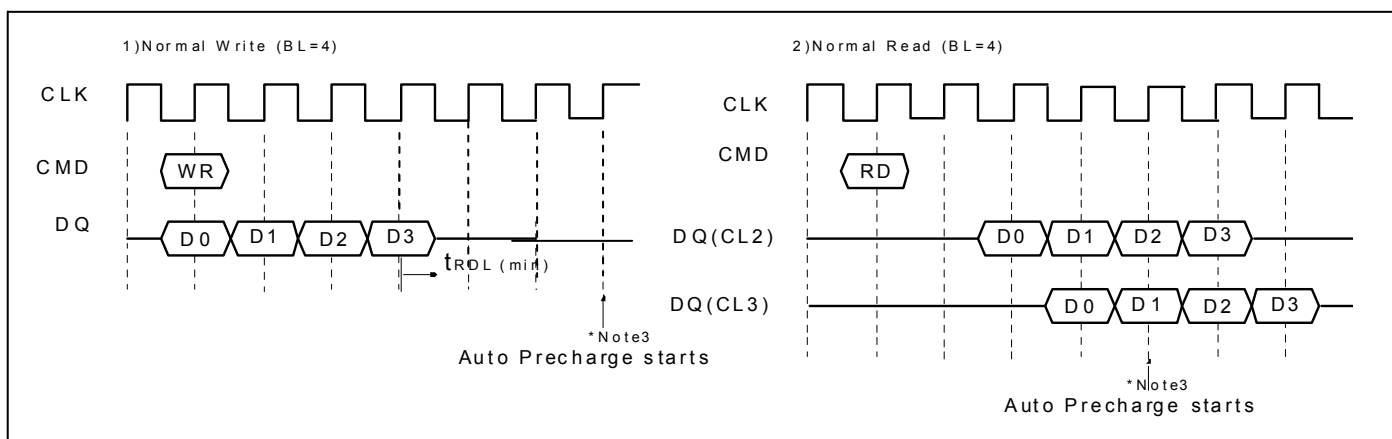 1)Normal Write (BL=4)
CLK
CMD
WR
DQ
D0 D1 D2 D3
tRDL (min)
*Note3
Auto Precharge starts
2)Normal Read (BL=4)
CLK
CMD
RD
DQ(CL2)
D0 D1 D2 D3
DQ(CL3)
D0 D1 D2 D3
*Note3
Auto Precharge starts